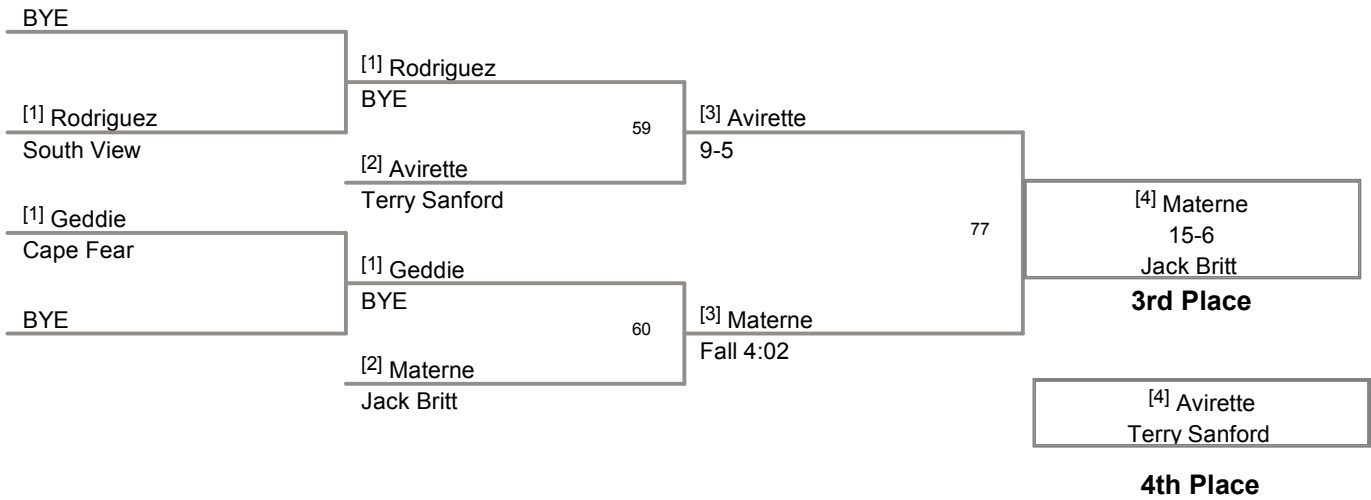 BYE
[1] Rodriguez
BYE
[1] Rodriguez
South View
59
[3] Avirette
9-5
[2] Avirette
Terry Sanford
[1] Geddie
Cape Fear
[4] Materne
15-6
Jack Britt
3rd Place
77
[1] Geddie
BYE
BYE
60
[3] Materne
Fall 4:02
[2] Materne
Jack Britt
[4] Avirette
Terry Sanford
4th Place